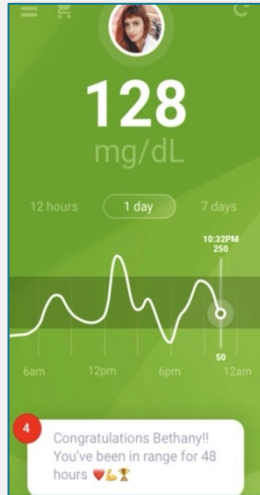 128
mg/dL
12 hours 1 day 7 days
10:32PM
250
50
6am 12pm 6pm 12am
4
Congratulations Bethany!!
You've been in range for 48
hours ❤️💪🏆